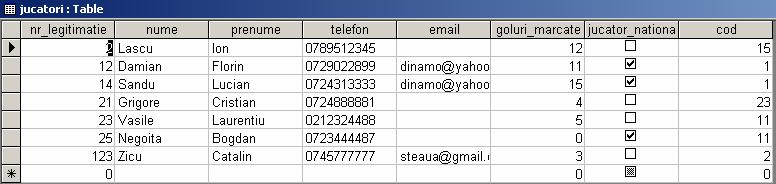 jucatori : Table
nr_legitimatie nume prenume telefon email goluri_marcate jucator_nationa cod
2 Lascu Ion 0789512345 12 15
12 Damian Florin 0729022899 dinamo@yahoo 11 1
14 Sandu Lucian 0724313333 dinamo@yahoo 15 1
21 Grigore Cristian 0724888881 4 23
23 Vasile Laurentiu 0212324488 5 11
25 Negoita Bogdan 0723444487 0 11
123 Zicu Catalin 0745777777 steaua@gmail.c 3 2
0 0 0